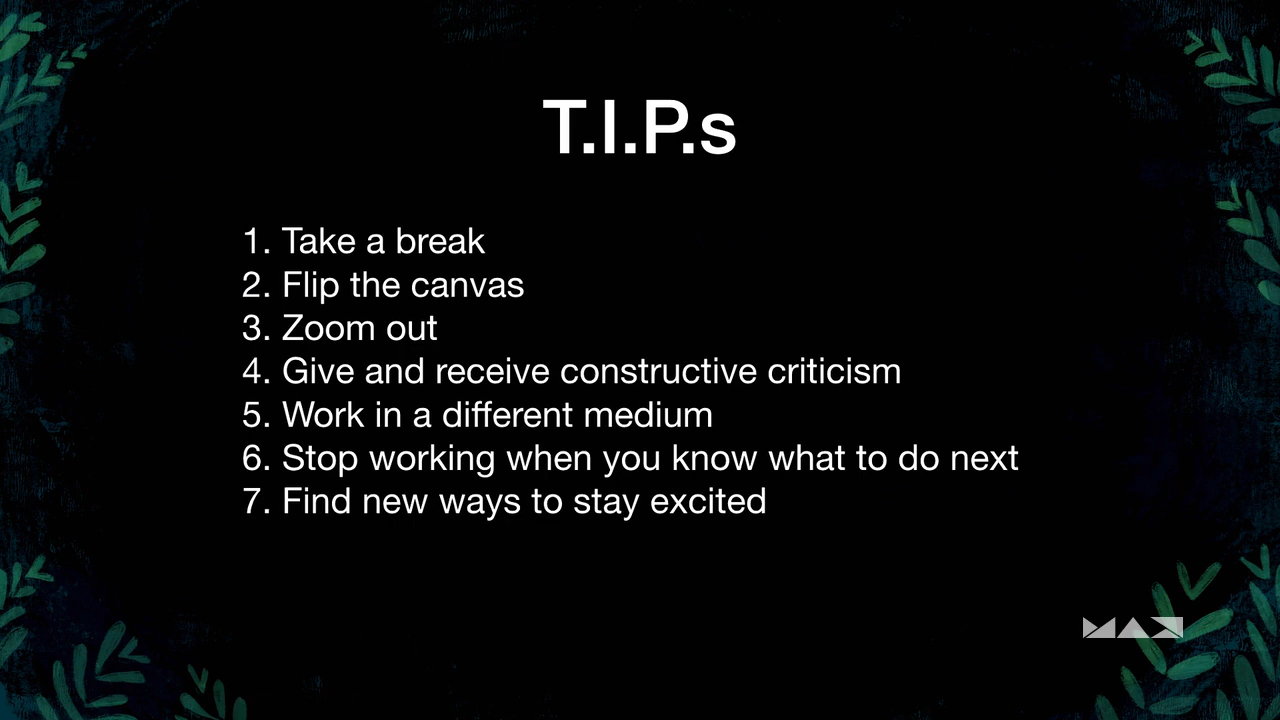 T.I.P.s
1. Take a break
2. Flip the canvas
3. Zoom out
4. Give and receive constructive criticism
5. Work in a different medium
6. Stop working when you know what to do next
7. Find new ways to stay excited
MAX